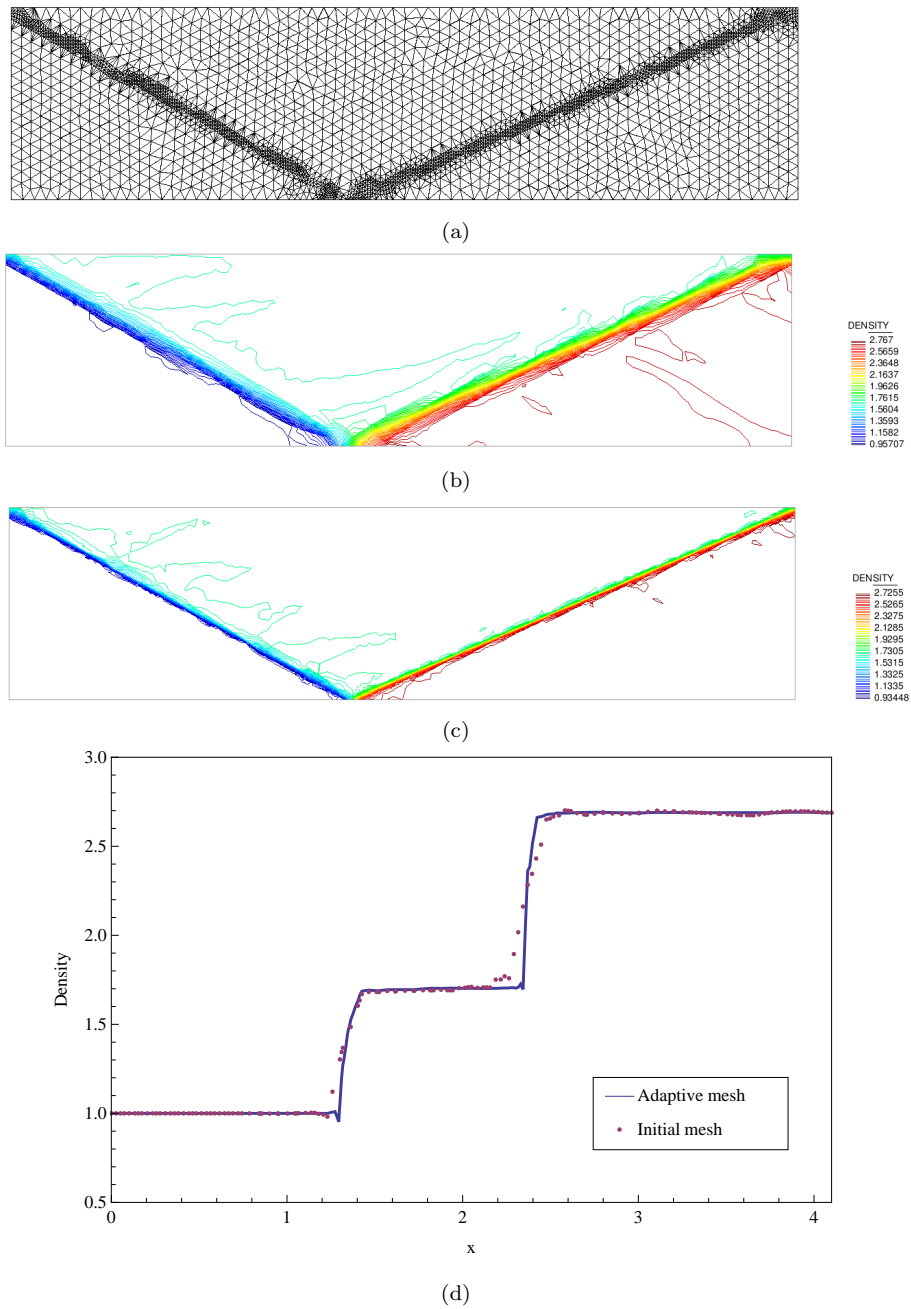 (a)
DENSITY
2.767
2.5659
2.3648
2.1637
1.9626
1.7615
1.5604
1.3593
1.1582
0.95707
(b)
DENSITY
2.7255
2.5265
2.3275
2.1285
1.9295
1.7305
1.5315
1.3325
1.1335
0.93448
(c)
3.0
2.5
2.0
Density
1.5
1.0
0.5
Adaptive mesh
Initial mesh
0 1 2 3 4
x
(d)